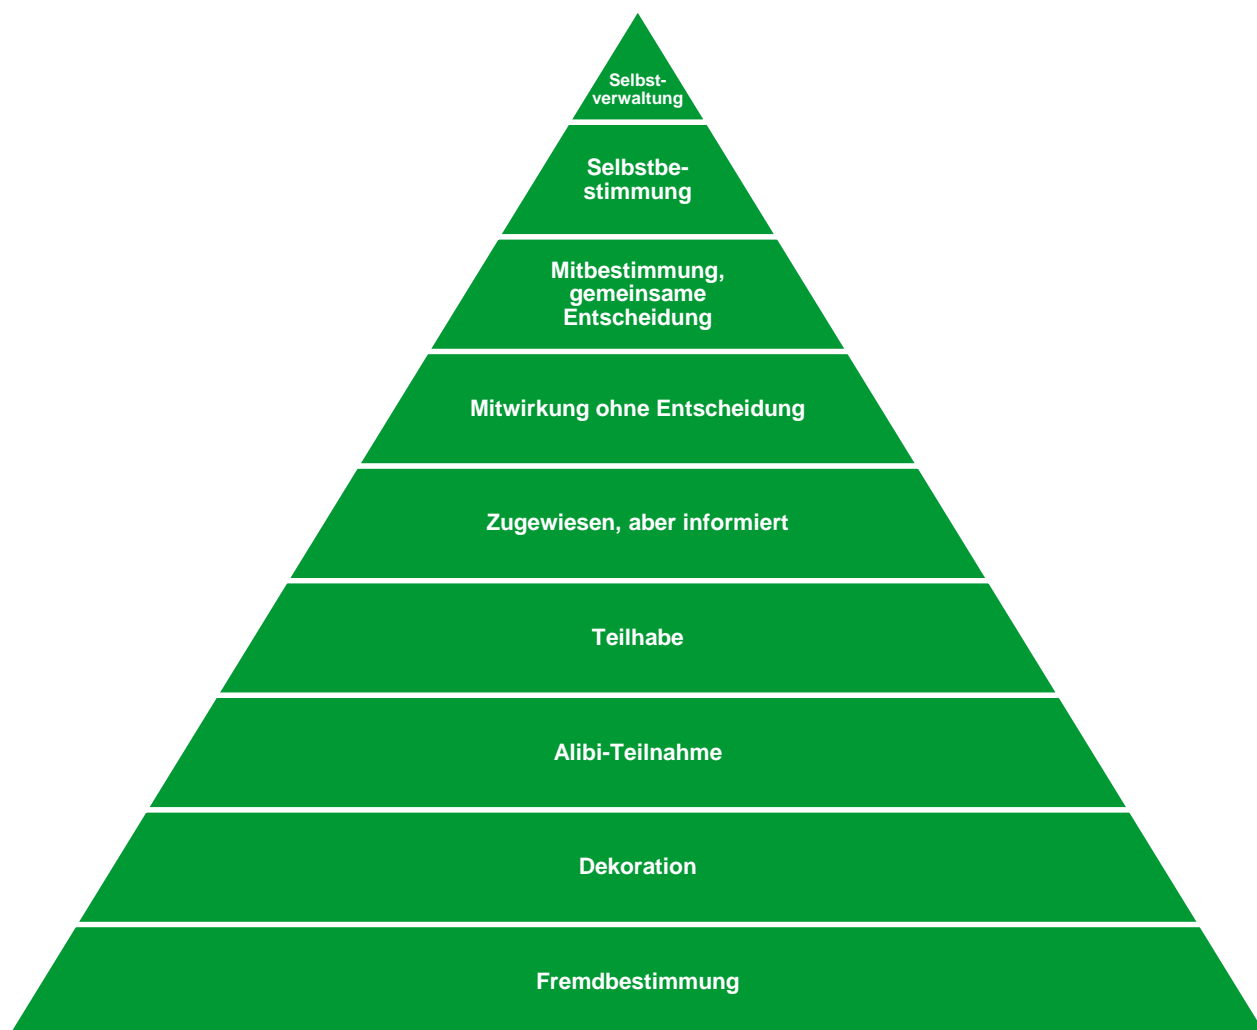 Selbst-
verwaltung
Selbstbe-
stimmung
Mitbestimmung,
gemeinsame
Entscheidung
Mitwirkung ohne Entscheidung
Zugewiesen, aber informiert
Teilhabe
Alibi-Teilnahme
Dekoration
Fremdbestimmung